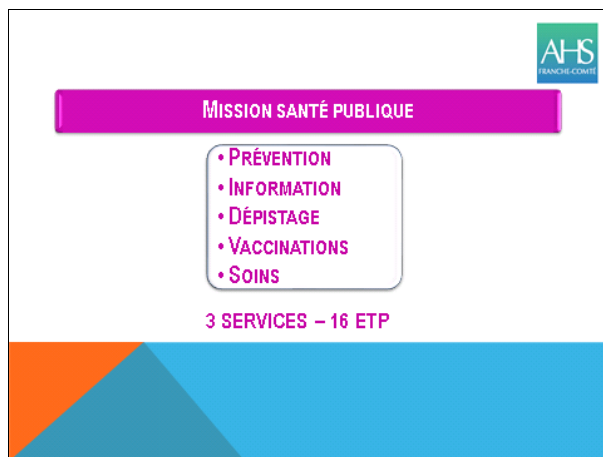 AHS
FRANCHE-COMTÉ
MISSION SANTÉ PUBLIQUE
• PRÉVENTION
• INFORMATION
• DÉPISTAGE
• VACCINATIONS
• SOINS
3 SERVICES – 16 ETP